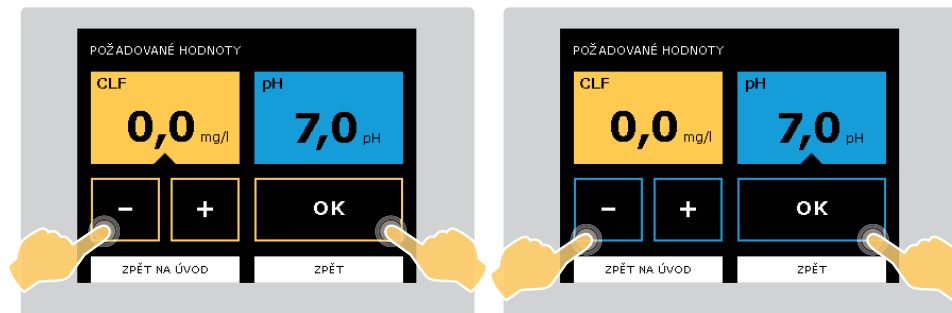 POŽADOVANÉ HODNOTY
CLF
0,0 mg/l
pH
7,0 pH
- + OK
ZPĚT NA ÚVOD
ZPĚT
POŽADOVANÉ HODNOTY
CLF
0,0 mg/l
pH
7,0 pH
- + OK
ZPĚT NA ÚVOD
ZPĚT